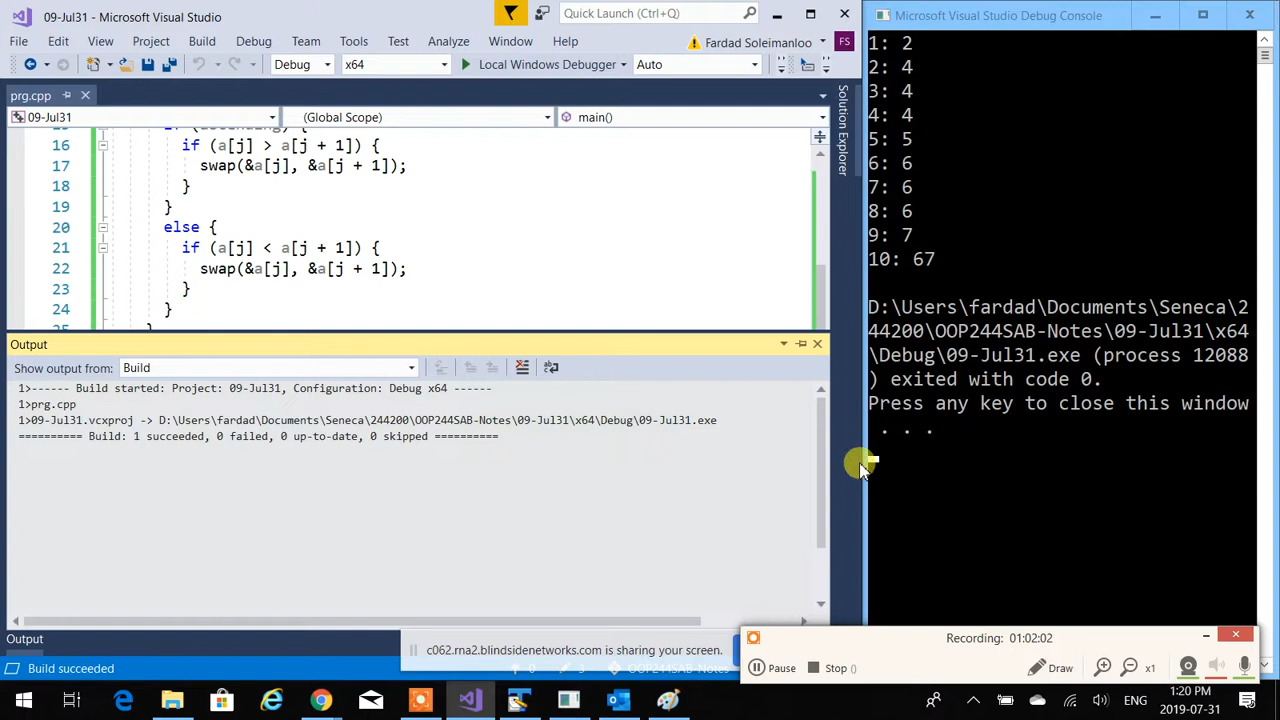 09-Jul31 - Microsoft Visual Studio
Quick Launch (Ctrl+Q)
File Edit View Project Build Debug Team Tools Test Analyze Window Help
Fardad Soleimanloo FS
Debug x64 Local Windows Debugger Auto
prg.cpp
09-Jul31 (Global Scope) main()
16 if (a[j] > a[j + 1]) {
17 swap(&a[j], &a[j + 1]);
18 }
19 }
20 else {
21 if (a[j] < a[j + 1]) {
22 swap(&a[j], &a[j + 1]);
23 }
24 }
Solution Explorer
Output
Show output from: Build
1>------ Build started: Project: 09-Jul31, Configuration: Debug x64 ------
1>prg.cpp
1>09-Jul31.vcxproj -> D:\Users\fardad\Documents\Seneca\244200\OOP244SAB-Notes\09-Jul31\x64\Debug\09-Jul31.exe
========== Build: 1 succeeded, 0 failed, 0 up-to-date, 0 skipped ==========
Output
Build succeeded
OOP244SAB-Notes
c062.rna2.blindsidenetworks.com is sharing your screen.
Microsoft Visual Studio Debug Console
1: 2
2: 4
3: 4
4: 4
5: 5
6: 6
7: 6
8: 6
9: 7
10: 67
D:\Users\fardad\Documents\Seneca\2
44200\OOP244SAB-Notes\09-Jul31\x64
\Debug\09-Jul31.exe (process 12088
) exited with code 0.
Press any key to close this window
. . .
Recording: 01:02:02
Pause Stop () Draw x1
ENG
1:20 PM
2019-07-31